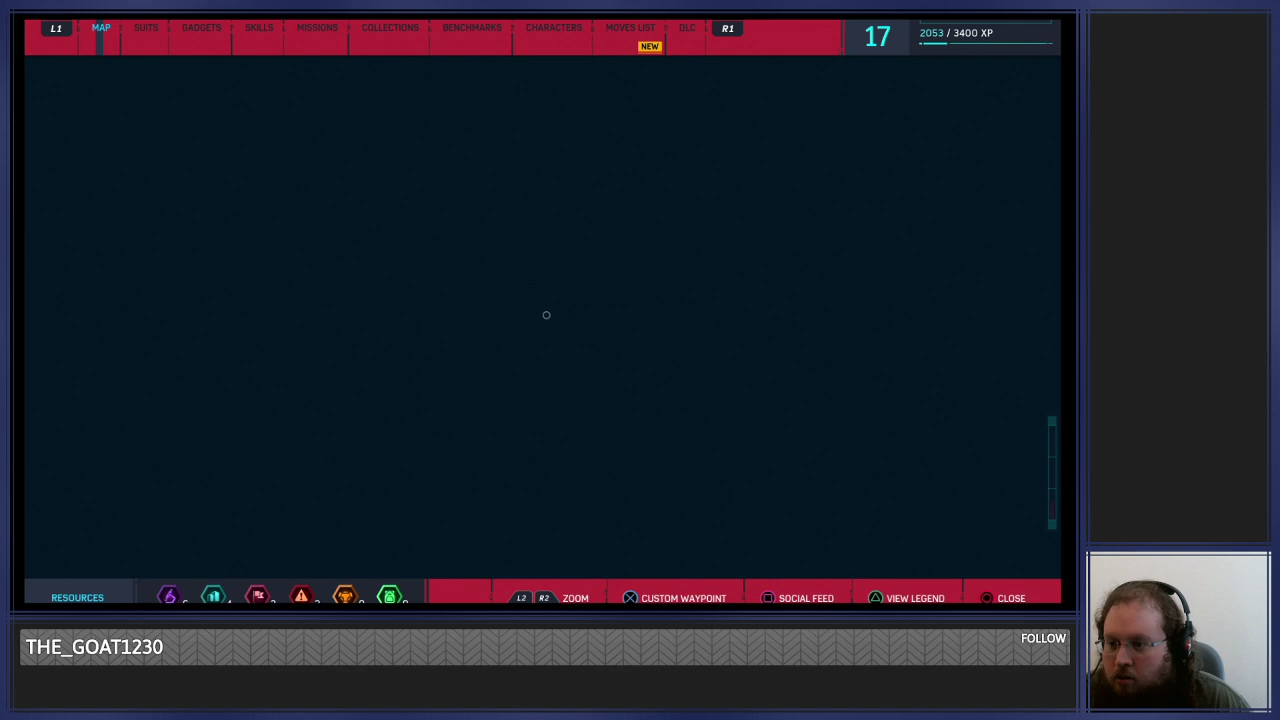 L1 MAP SUITS GADGETS SKILLS MISSIONS COLLECTIONS BENCHMARKS CHARACTERS MOVES LIST DLC R1 17 2053 / 3400 XP
NEW
RESOURCES L2 R2 ZOOM CUSTOM WAYPOINT SOCIAL FEED VIEW LEGEND CLOSE
THE_GOAT1230 FOLLOW